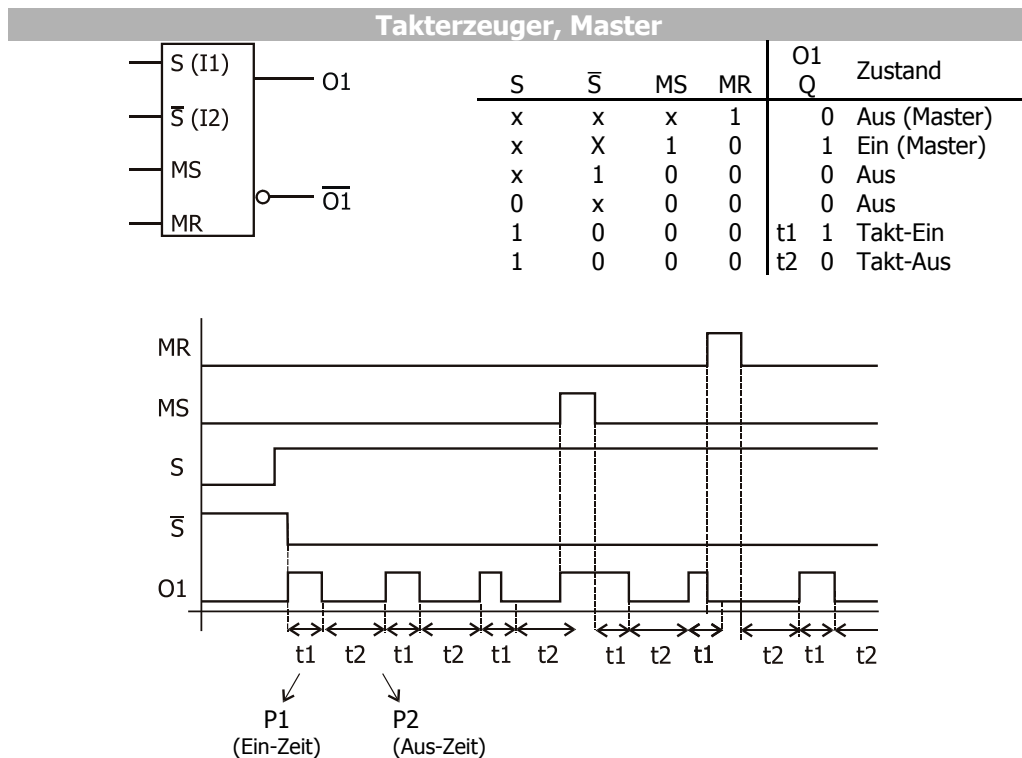 Takterzeuger, Master
S (I1)
S̅ (I2)
MS
MR
O1
O̅1̅
O1
S S̅ MS MR Q Zustand
x x x 1 0 Aus (Master)
x X 1 0 1 Ein (Master)
x 1 0 0 0 Aus
0 x 0 0 0 Aus
1 0 0 0 t1 1 Takt-Ein
1 0 0 0 t2 0 Takt-Aus
MR
MS
S
S̅
O1
t1 t2 t1 t2 t1 t2 t1 t2 t1 t2 t1 t2
P1 P2
(Ein-Zeit) (Aus-Zeit)